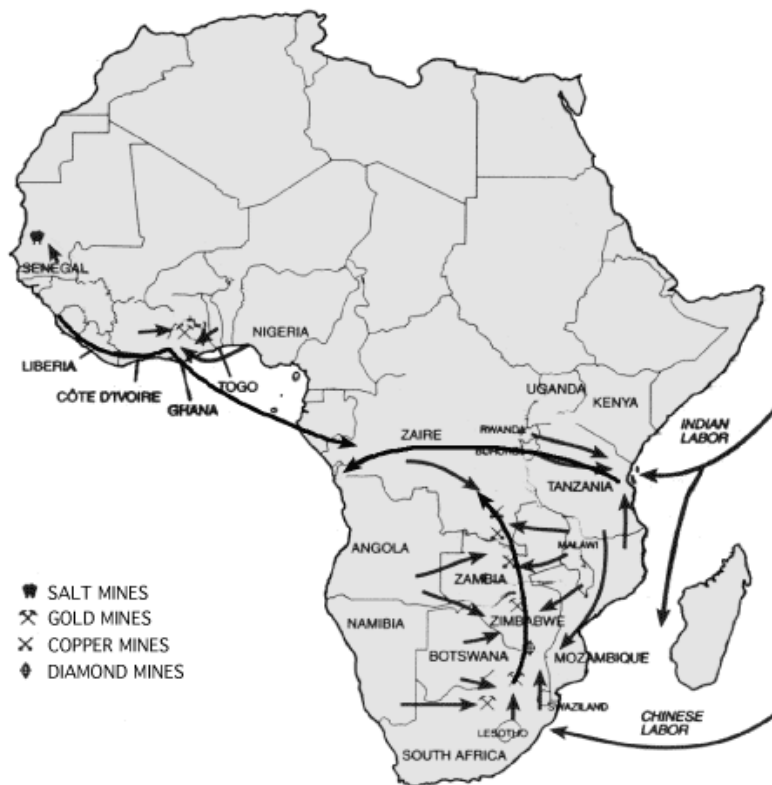 SENEGAL
NIGERIA
LIBERIA
TOGO
CÔTE D'IVOIRE
GHANA
UGANDA
KENYA
RWANDA
ZAIRE
BURUNDI
INDIAN
LABOR
TANZANIA
ANGOLA
MALAWI
ZAMBIA
SALT MINES
GOLD MINES
COPPER MINES
DIAMOND MINES
NAMIBIA
ZIMBABWE
BOTSWANA
MOZAMBIQUE
SWAZILAND
CHINESE
LABOR
LESOTHO
SOUTH AFRICA